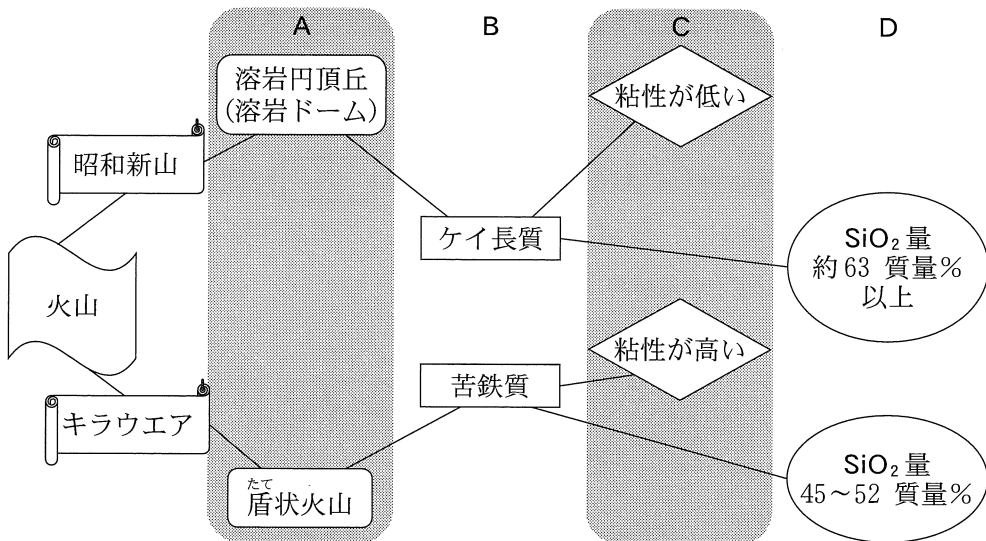 A
B
C
D
溶岩円頂丘
(溶岩ドーム)
粘性が低い
昭和新山
ケイ長質
SiO₂量
約63 質量%
以上
火山
粘性が高い
苦鉄質
キラウエア
SiO₂量
45〜52 質量%
たて
盾状火山